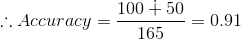 ∴ Accuracy = (100 ∔ 50) / 165 = 0.91